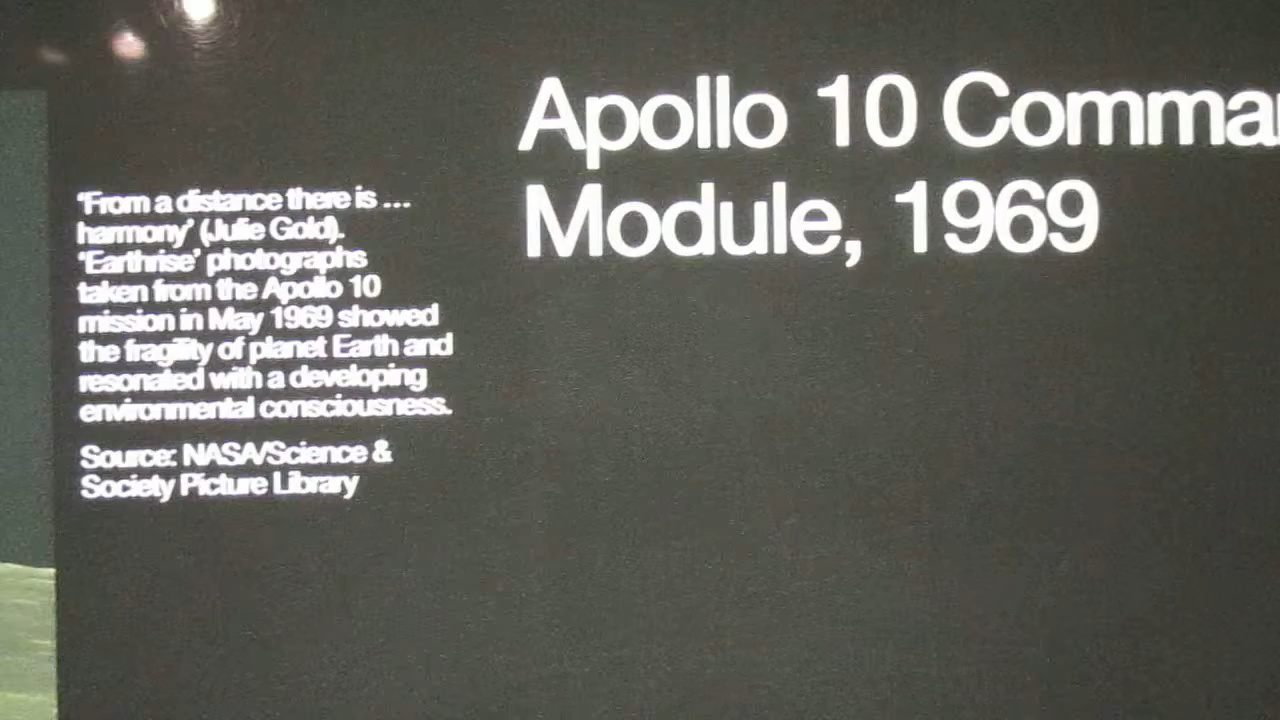 Apollo 10 Comma
Module, 1969
‘From a distance there is ...
harmony’ (Julie Gold).
‘Earthrise’ photographs
taken from the Apollo 10
mission in May 1969 showed
the fragility of planet Earth and
resonated with a developing
environmental consciousness.
Source: NASA/Science &
Society Picture Library